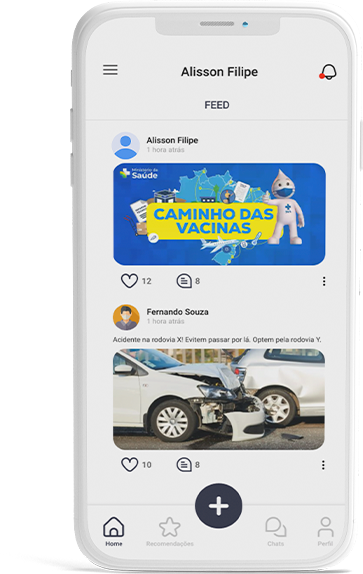 Alisson Filipe
FEED
Alisson Filipe
1 hora atrás
Ministério da
Saúde
CAMINHO DAS
VACINAS
12
8
Fernando Souza
1 hora atrás
Acidente na rodovia X! Evitem passar por lá. Optem pela rodovia Y.
10
8
Home
Recomendações
Chats
Perfil